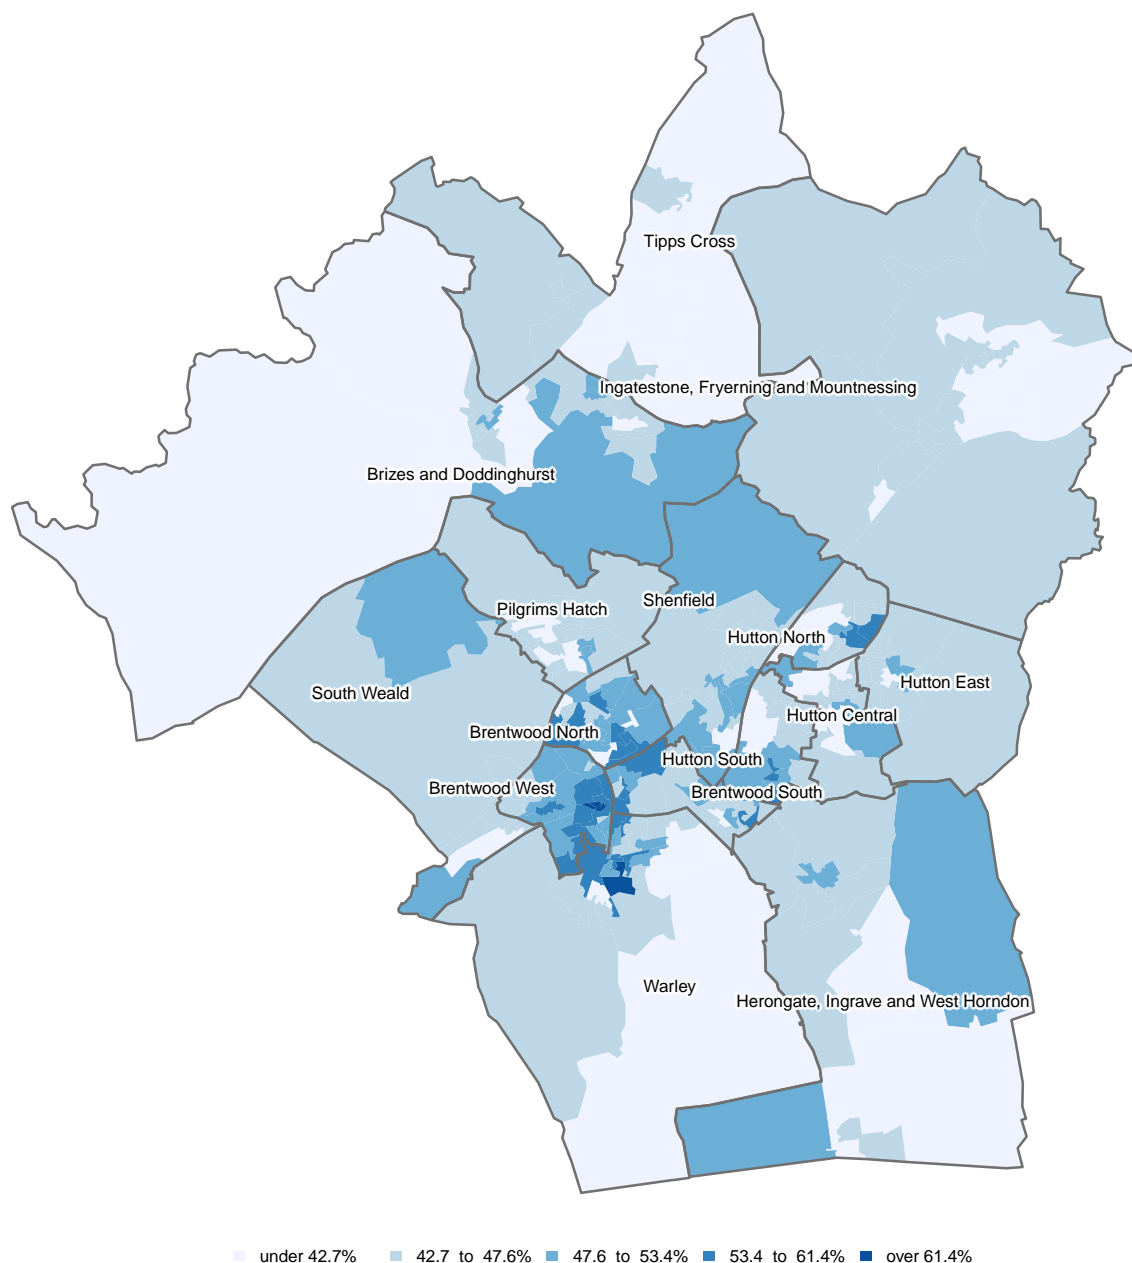 Tipps Cross
Ingatestone, Fryerning and Mountnessing
Brizes and Doddinghurst
Pilgrims Hatch
Shenfield
Hutton North
Hutton East
South Weald
Hutton Central
Brentwood North
Hutton South
Brentwood West
Brentwood South
Warley
Herongate, Ingrave and West Horndon
under 42.7% 42.7 to 47.6% 47.6 to 53.4% 53.4 to 61.4% over 61.4%